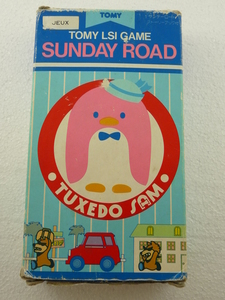 TOMY
JEUX
TOMY LSI GAME
SUNDAY ROAD
TUXEDO SAM